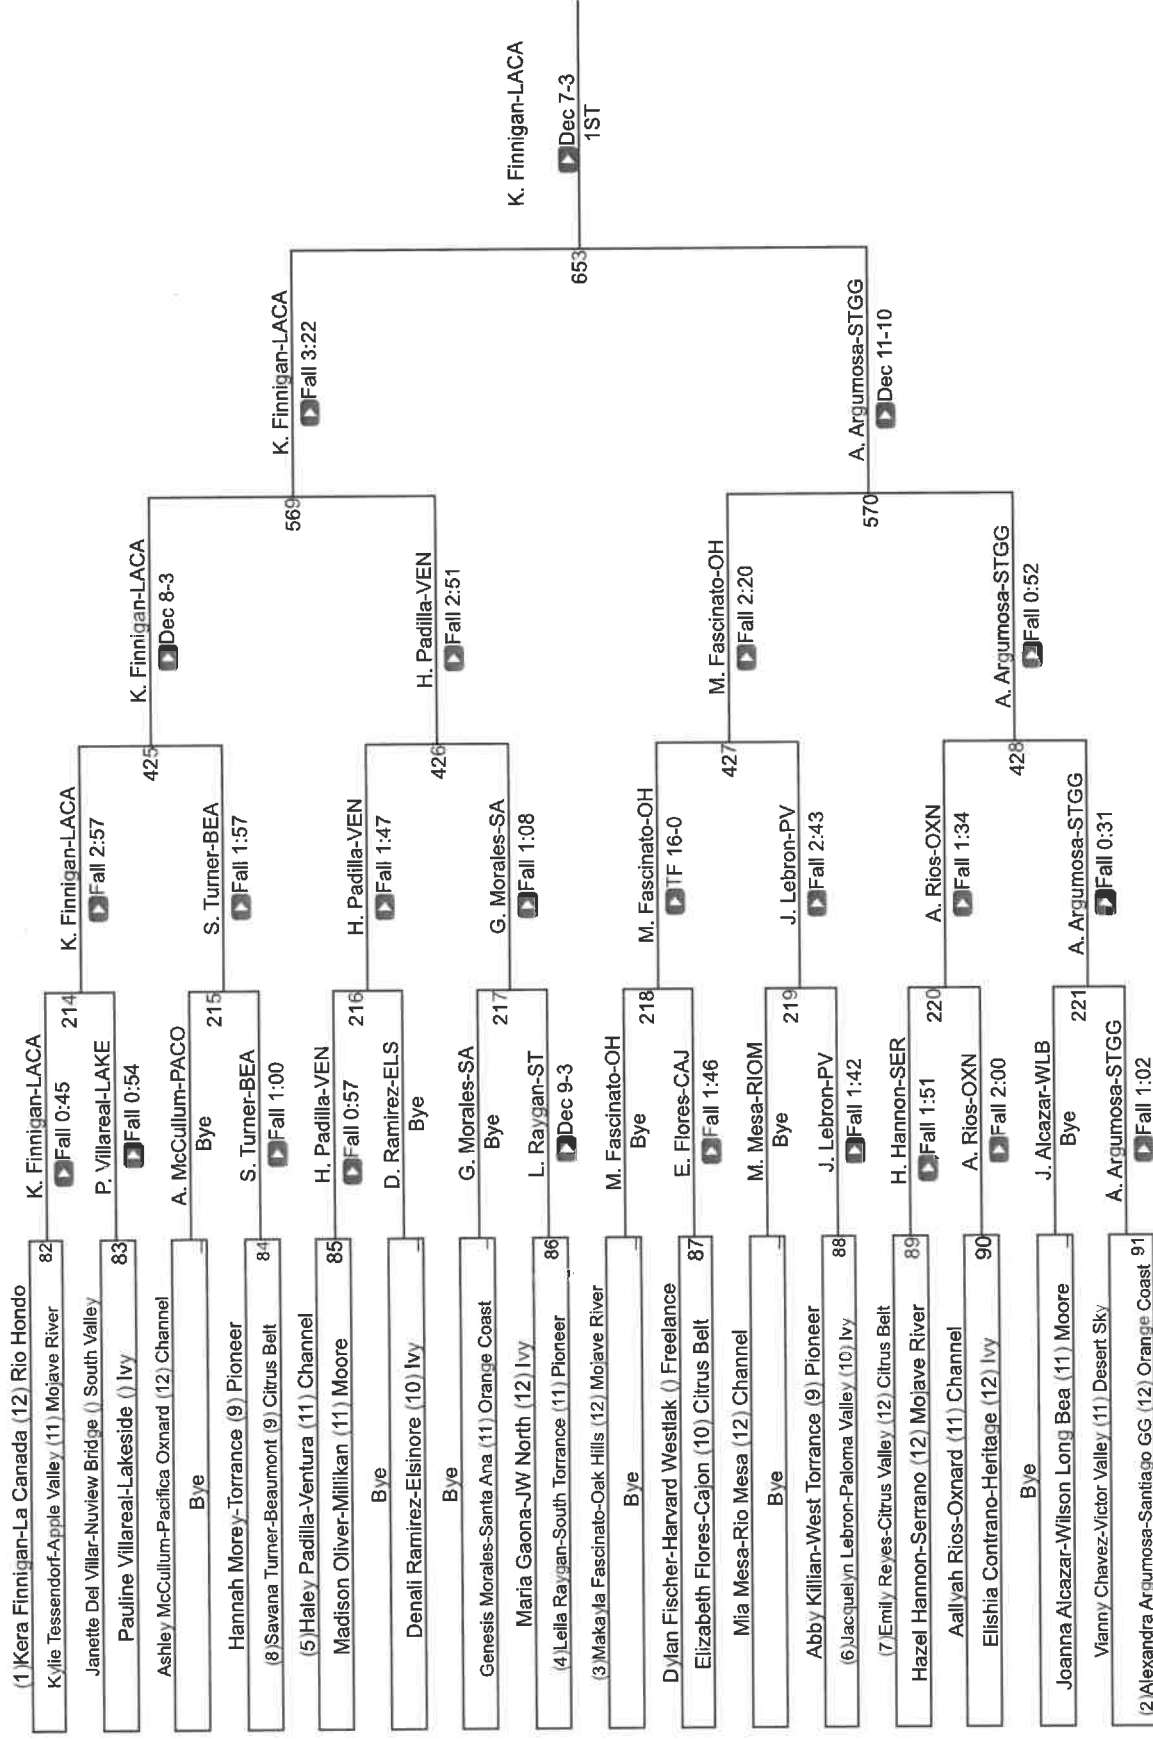 (1)Kera Finnigan-La Canada (12) Rio Hondo
82
Kylie Tessendorf-Apple Valley (11) Mojave River
Janette Del Villar-Nuview Bridge () South Valley
83
Pauline Villareal-Lakeside () Ivy
Ashley McCullum-Pacifica Oxnard (12) Channel
Bye
Hannah Morey-Torrance (9) Pioneer
84
(8)Savana Turner-Beaumont (9) Citrus Belt
(5)Haley Padilla-Ventura (11) Channel
85
Madison Oliver-Millikan (11) Moore
Bye
Denali Ramirez-Elsinore (10) Ivy
Bye
Genesis Morales-Santa Ana (11) Orange Coast
Maria Gaona-JW North (12) Ivy
86
(4)Leila Raygan-South Torrance (11) Pioneer
(3)Makayla Fascinato-Oak Hills (12) Mojave River
Bye
Dylan Fischer-Harvard Westlak () Freelance
87
Elizabeth Flores-Cajon (10) Citrus Belt
Mia Mesa-Rio Mesa (12) Channel
Bye
Abby Killian-West Torrance (9) Pioneer
88
(6)Jacquelyn Lebron-Paloma Valley (10) Ivy
(7)Emily Reyes-Citrus Valley (12) Citrus Belt
89
Hazel Hannon-Serrano (12) Mojave River
Aallyah Rios-Oxnard (11) Channel
90
Elishia Contrano-Heritage (12) Ivy
Bye
Joanna Alcazar-Wilson Long Bea (11) Moore
Vianny Chavez-Victor Valley (11) Desert Sky
91
(2)Alexandra Argumosa-Santiago GG (12) Orange Coast
K. Finnigan-LACA
Fall 0:45
214
P. Villareal-LAKE
Fall 0:54
A. McCullum-PACO
Bye
215
S. Turner-BEA
Fall 1:00
H. Padilla-VEN
Fall 0:57
216
D. Ramirez-ELS
Bye
G. Morales-SA
Bye
217
L. Raygan-ST
Dec 9-3
M. Fascinato-OH
Bye
218
E. Flores-CAJ
Fall 1:46
M. Mesa-RIOM
Bye
219
J. Lebron-PV
Fall 1:42
H. Hannon-SER
Fall 1:51
220
A. Rios-OXN
Fall 2:00
J. Alcazar-WLB
Bye
221
A. Argumosa-STGG
Fall 1:02
K. Finnigan-LACA
Fall 2:57
425
S. Turner-BEA
Fall 1:57
H. Padilla-VEN
Fall 1:47
426
G. Morales-SA
Fall 1:08
M. Fascinato-OH
TF 16-0
427
J. Lebron-PV
Fall 2:43
A. Rios-OXN
Fall 1:34
428
A. Argumosa-STGG
Fall 0:31
K. Finnigan-LACA
Dec 8-3
569
H. Padilla-VEN
Fall 2:51
M. Fascinato-OH
Fall 2:20
570
A. Argumosa-STGG
Fall 0:52
K. Finnigan-LACA
Fall 3:22
653
A. Argumosa-STGG
Dec 11-10
K. Finnigan-LACA
Dec 7-3
1ST